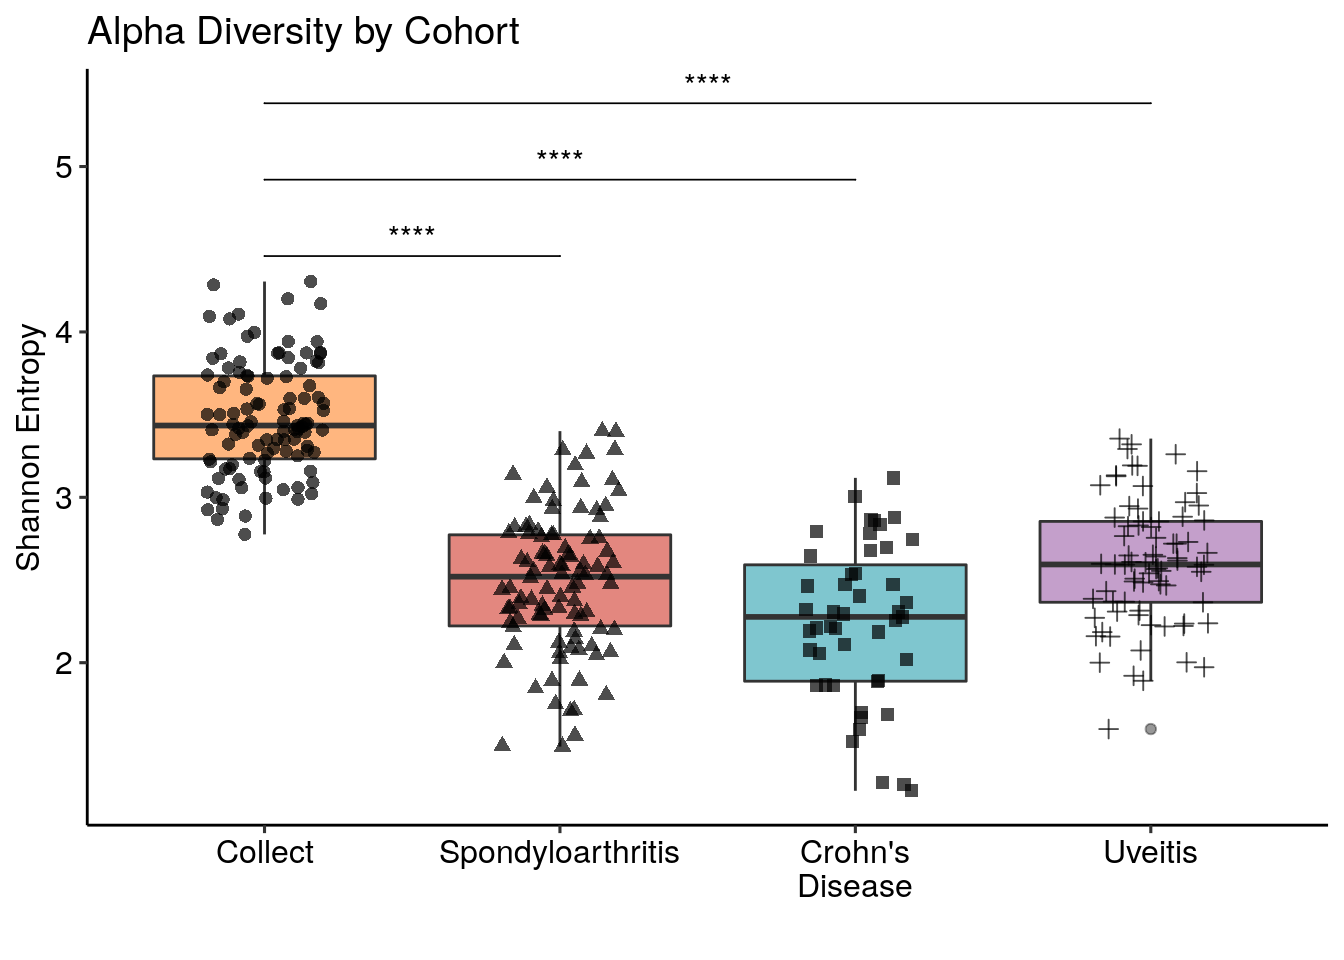 Alpha Diversity by Cohort
****
****
****
Shannon Entropy
5
4
3
2
Collect
Spondyloarthritis
Crohn's
Disease
Uveitis